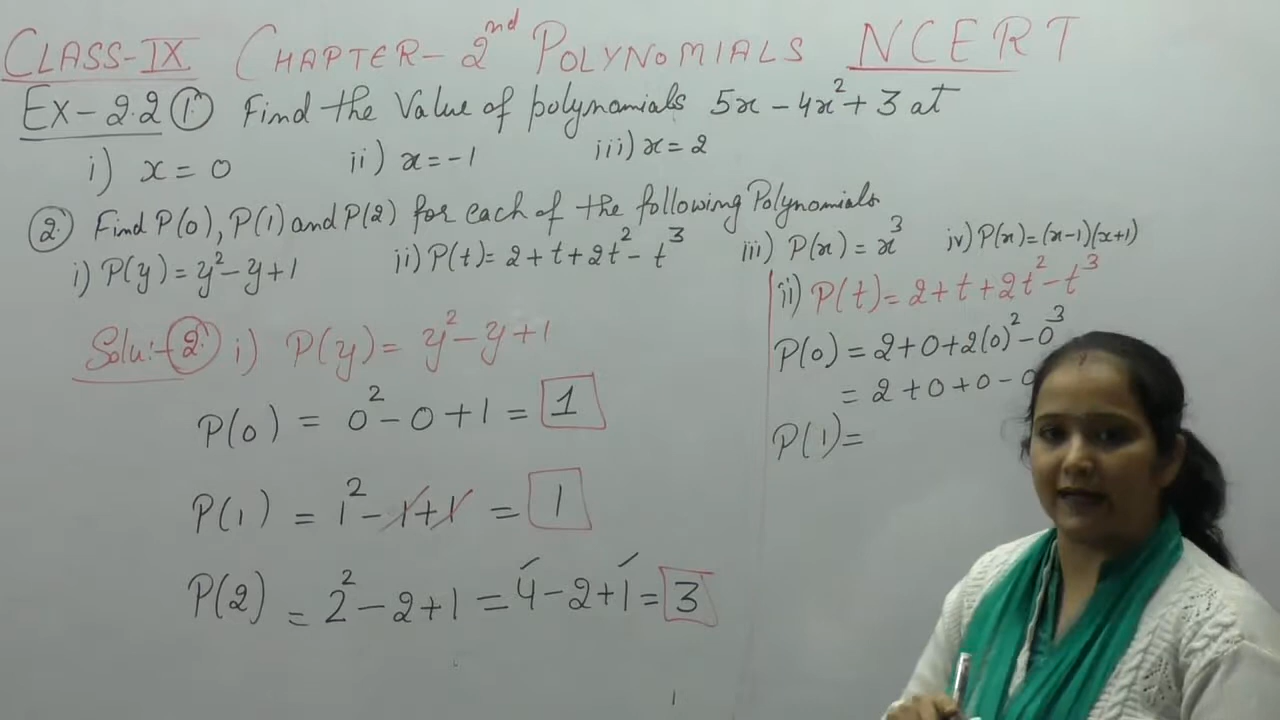 CLASS-IX CHAPTER-2nd POLYNOMIALS NCERT
EX-2.2 ① Find the Value of polynomials 5x - 4x² + 3 at
i) x = 0 ii) x = -1 iii) x = 2
② Find P(0), P(1) and P(2) for each of the following Polynomials
i) P(y) = y² - y + 1 ii) P(t) = 2 + t + 2t² - t³ iii) P(x) = x³ iv) P(x) = (x-1)(x+1)
Solu:- ② i) P(y) = y² - y + 1
P(0) = 0² - 0 + 1 = 1
P(1) = 1² - 1 + 1 = 1
P(2) = 2² - 2 + 1 = 4 - 2 + 1 = 3
ii) P(t) = 2 + t + 2t² - t³
P(0) = 2 + 0 + 2(0)² - 0³
= 2 + 0 + 0 - 0
P(1) =